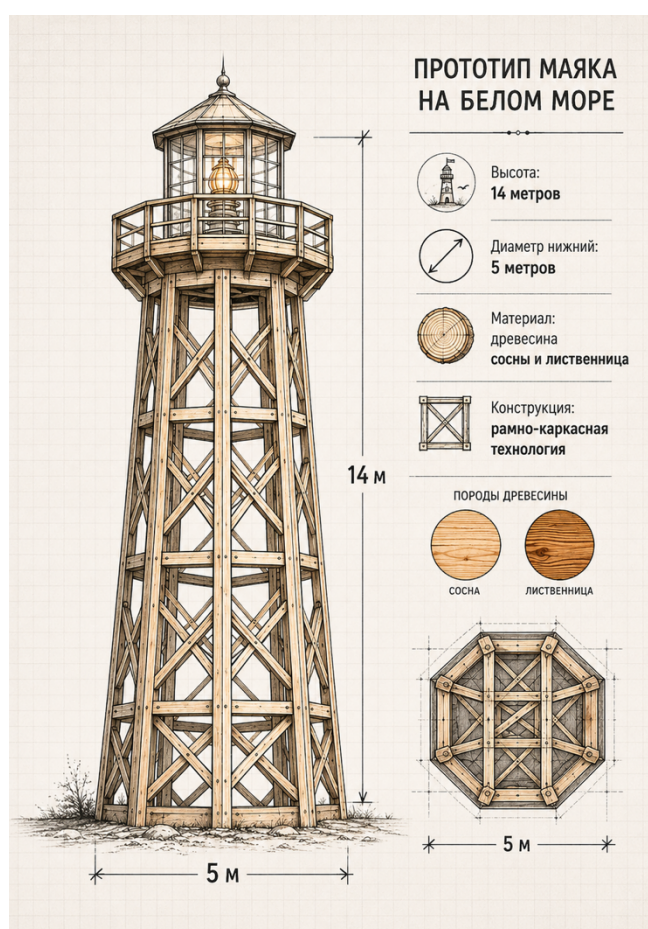 ПРОТОТИП МАЯКА
НА БЕЛОМ МОРЕ
Высота:
14 метров
Диаметр нижний:
5 метров
Материал:
древесина
сосны и лиственница
Конструкция:
рамно-каркасная
технология
14 м
ПОРОДЫ ДРЕВЕСИНЫ
СОСНА
ЛИСТВЕННИЦА
5 м
5 м